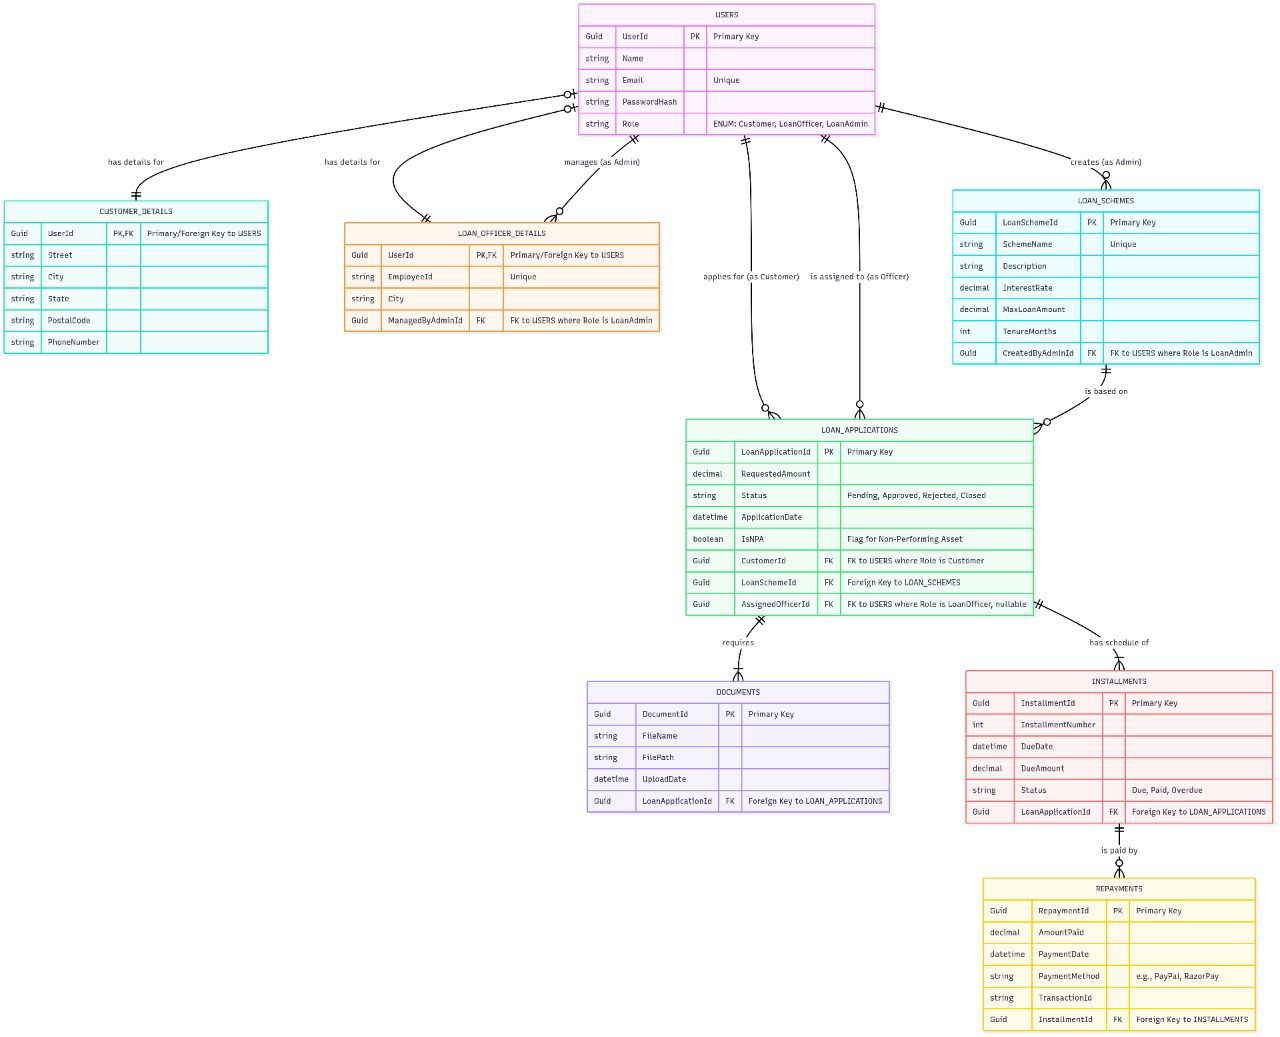 USERS
Guid UserId PK Primary Key
string Name
string Email Unique
string PasswordHash
string Role ENUM: Customer, LoanOfficer, LoanAdmin
has details for
has details for
manages (as Admin)
creates (as Admin)
CUSTOMER_DETAILS
Guid UserId PK,FK Primary/Foreign Key to USERS
string Street
string City
string State
string PostalCode
string PhoneNumber
LOAN_OFFICER_DETAILS
Guid UserId PK,FK Primary/Foreign Key to USERS
string EmployeeId Unique
string City
Guid ManagedByAdminId FK FK to USERS where Role is LoanAdmin
applies for (as Customer)
is assigned to (as Officer)
LOAN_SCHEMES
Guid LoanSchemeId PK Primary Key
string SchemeName Unique
string Description
decimal InterestRate
decimal MaxLoanAmount
int TenureMonths
Guid CreatedByAdminId FK FK to USERS where Role is LoanAdmin
is based on
LOAN_APPLICATIONS
Guid LoanApplicationId PK Primary Key
decimal RequestedAmount
string Status Pending, Approved, Rejected, Closed
datetime ApplicationDate
boolean IsNPA Flag for Non-Performing Asset
Guid CustomerId FK FK to USERS where Role is Customer
Guid LoanSchemeId FK Foreign Key to LOAN_SCHEMES
Guid AssignedOfficerId FK FK to USERS where Role is LoanOfficer, nullable
requires
has schedule of
DOCUMENTS
Guid DocumentId PK Primary Key
string FileName
string FilePath
datetime UploadDate
Guid LoanApplicationId FK Foreign Key to LOAN_APPLICATIONS
INSTALLMENTS
Guid InstallmentId PK Primary Key
int InstallmentNumber
datetime DueDate
decimal DueAmount
string Status Due, Paid, Overdue
Guid LoanApplicationId FK Foreign Key to LOAN_APPLICATIONS
is paid by
REPAYMENTS
Guid RepaymentId PK Primary Key
decimal AmountPaid
datetime PaymentDate
string PaymentMethod e.g., PayPal, RazorPay
string TransactionId
Guid InstallmentId FK Foreign Key to INSTALLMENTS